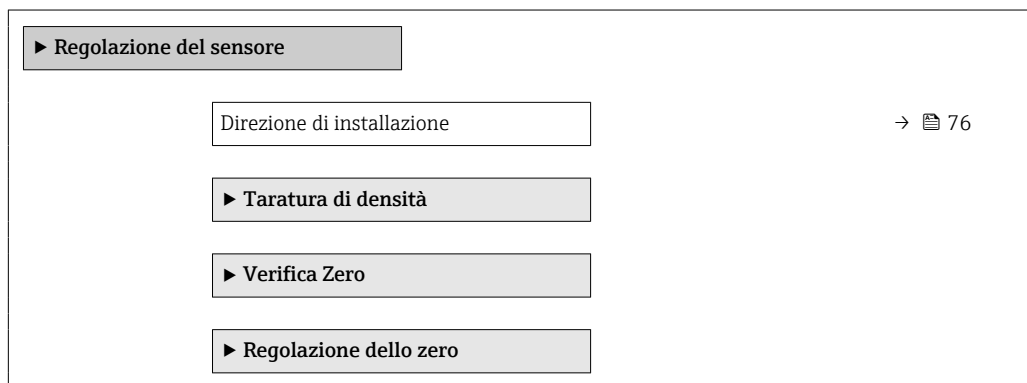 ▶ Regolazione del sensore
Direzione di installazione → 76
▶ Taratura di densità
▶ Verifica Zero
▶ Regolazione dello zero